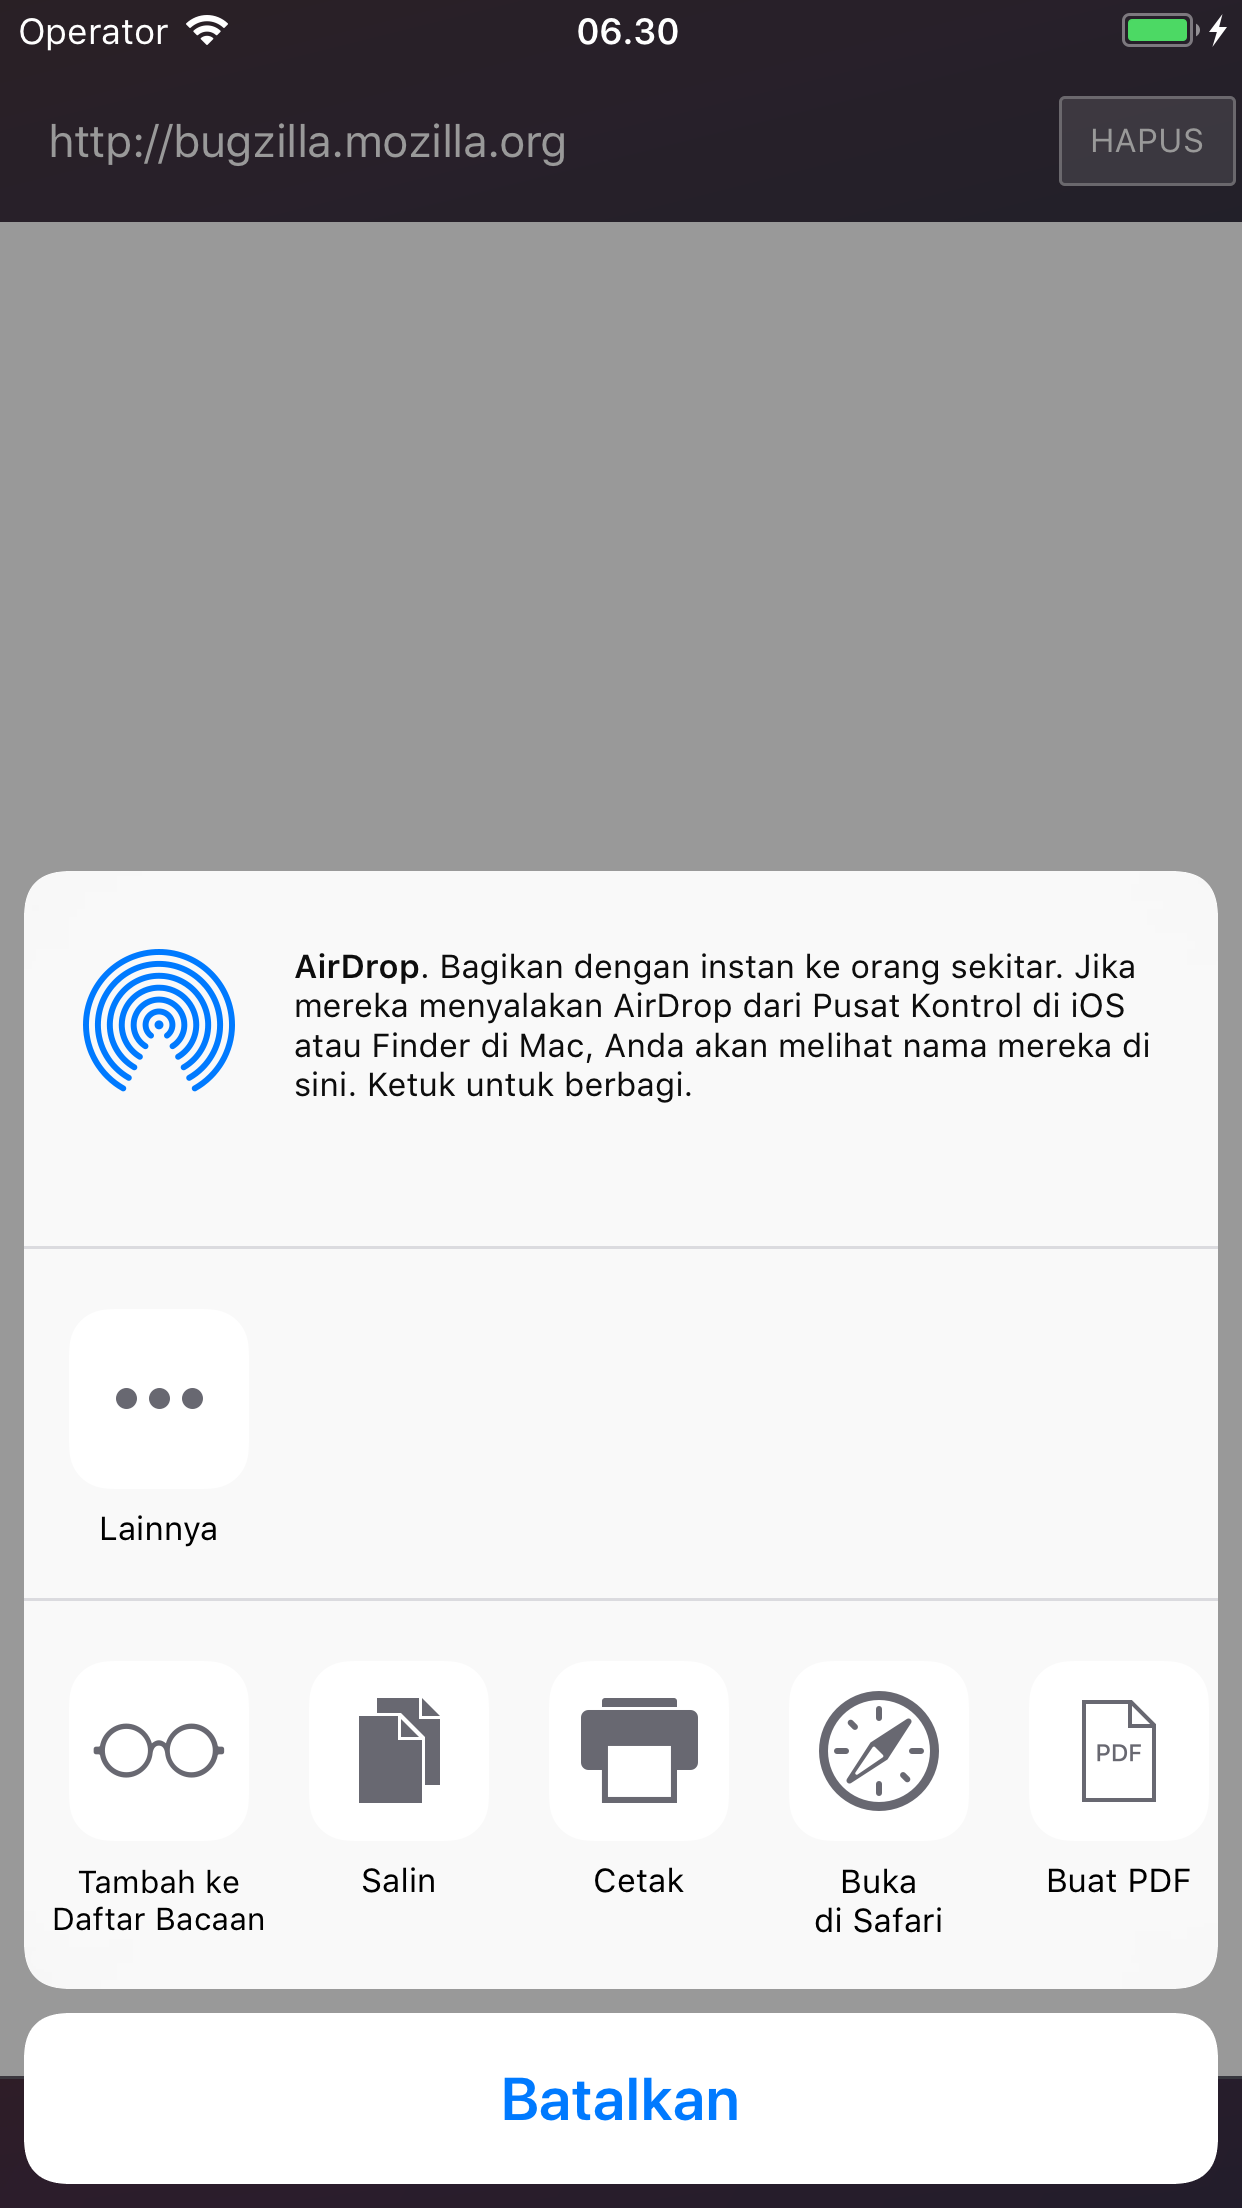 Operator
06.30
http://bugzilla.mozilla.org
HAPUS
AirDrop. Bagikan dengan instan ke orang sekitar. Jika
mereka menyalakan AirDrop dari Pusat Kontrol di iOS
atau Finder di Mac, Anda akan melihat nama mereka di
sini. Ketuk untuk berbagi.
Lainnya
PDF
Tambah ke
Daftar Bacaan
Salin
Cetak
Buka
di Safari
Buat PDF
Batalkan